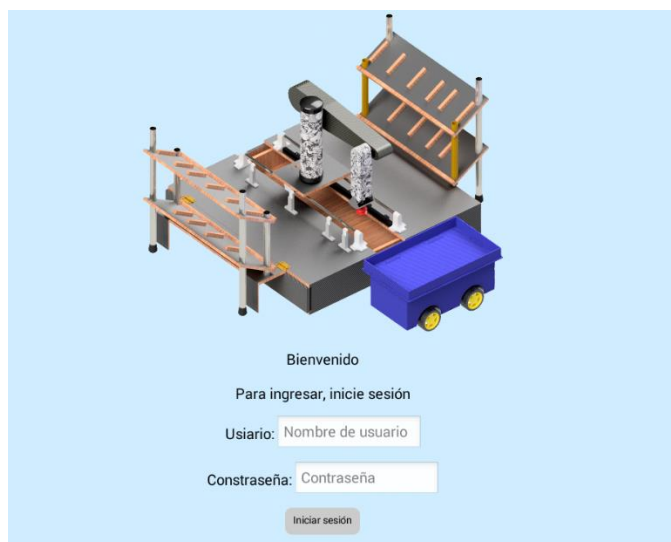 Bienvenido
Para ingresar, inicie sesión
Usiario: Nombre de usuario
Constraseña: Contraseña
Iniciar sesión